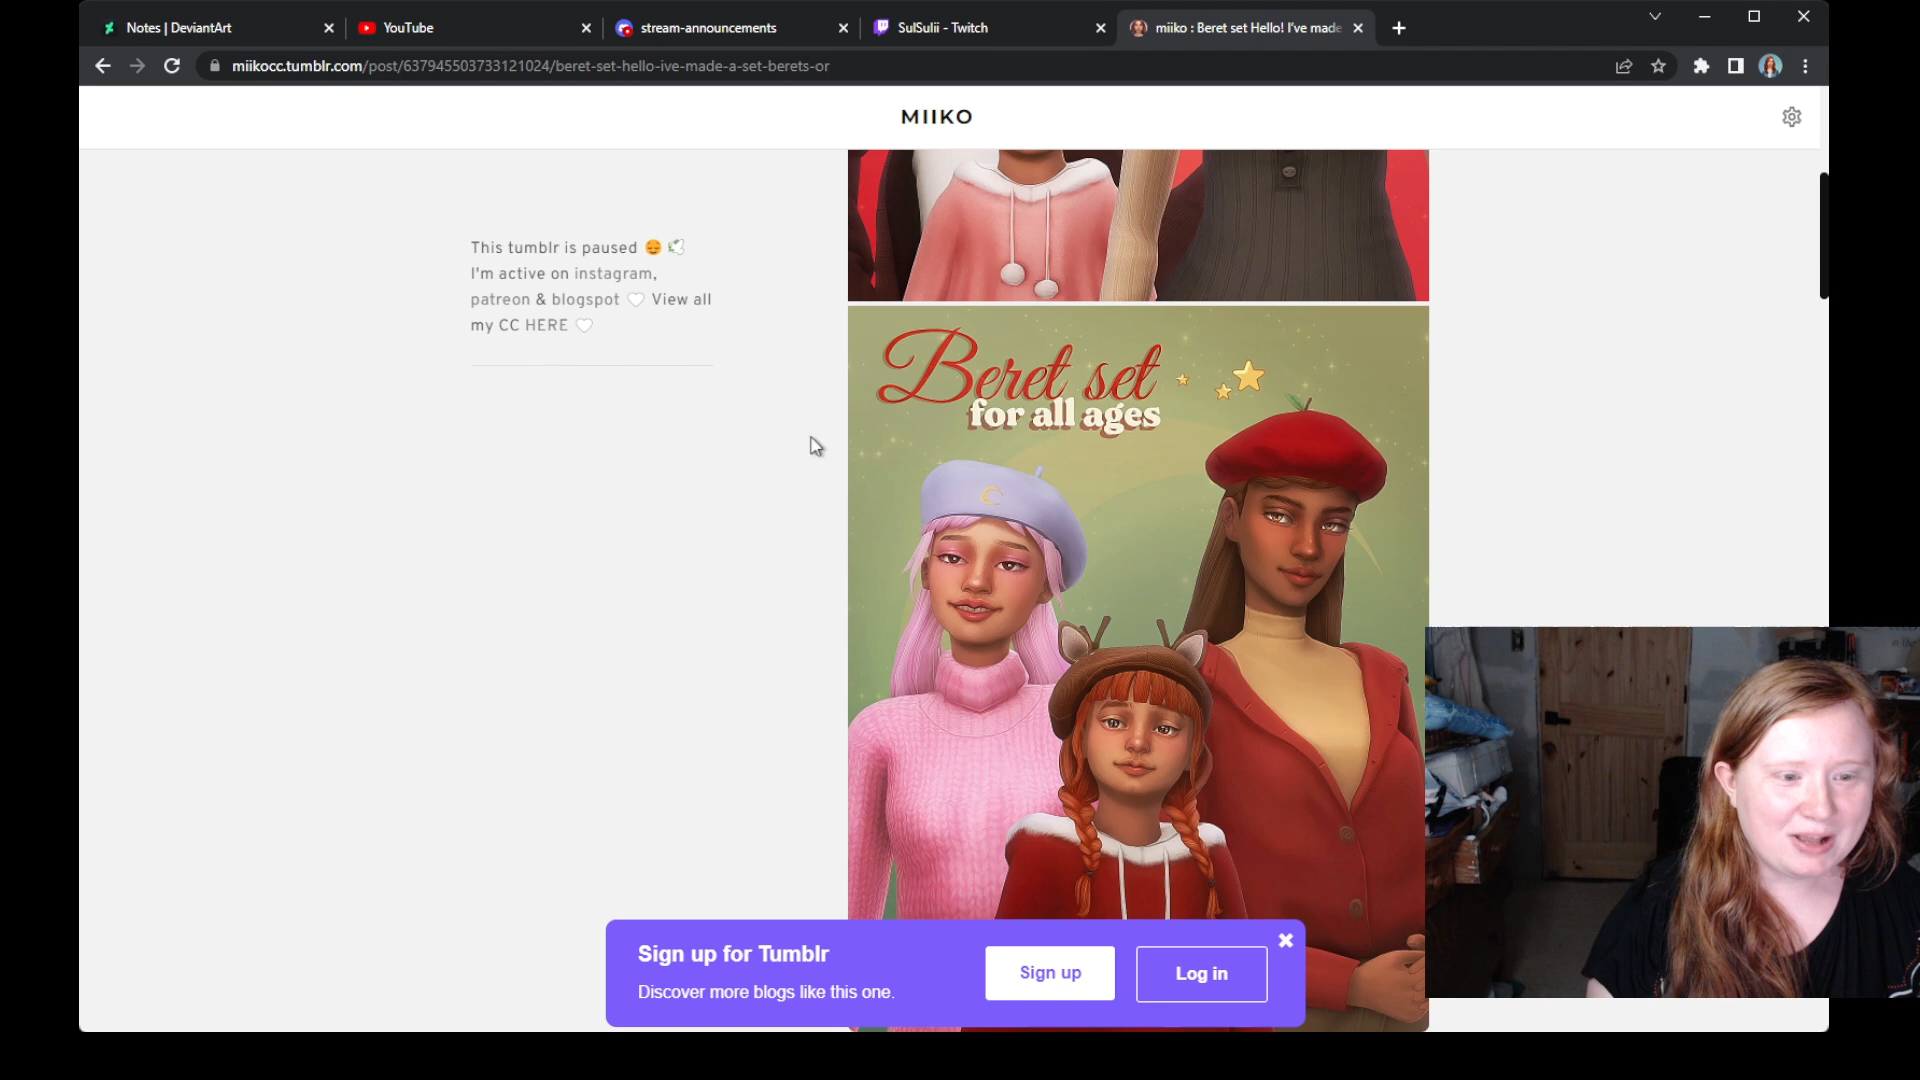 Notes | DeviantArt
YouTube
stream-announcements
SulSulii - Twitch
miiko : Beret set Hello! I've made
miikocc.tumblr.com/post/637945503733121024/beret-set-hello-ive-made-a-set-berets-or
MIIKO
This tumblr is paused
I'm active on instagram,
patreon & blogspot 🤍 View all
my CC HERE 🤍
Beret set
for all ages
Sign up for Tumblr
Discover more blogs like this one.
Sign up
Log in